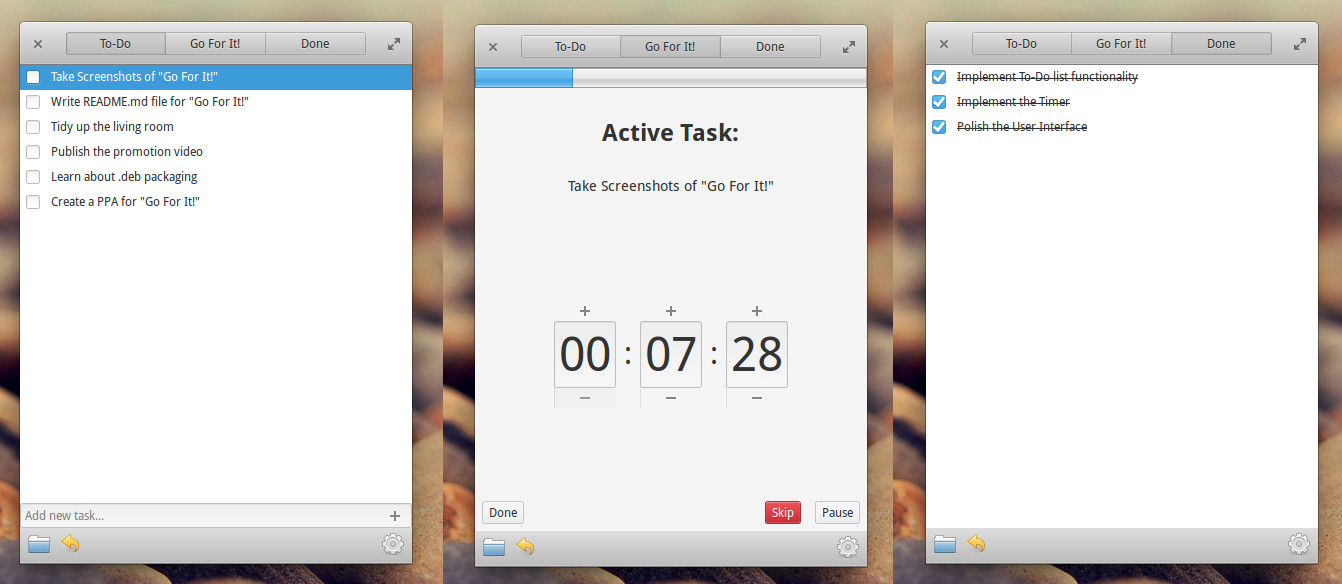 To-Do Go For It! Done
Take Screenshots of "Go For It!"
Write README.md file for "Go For It!"
Tidy up the living room
Publish the promotion video
Learn about .deb packaging
Create a PPA for "Go For It!"
Add new task...
To-Do Go For It! Done
Active Task:
Take Screenshots of "Go For It!"
00 : 07 : 28
Done Skip Pause
To-Do Go For It! Done
Implement To-Do list functionality
Implement the Timer
Polish the User Interface